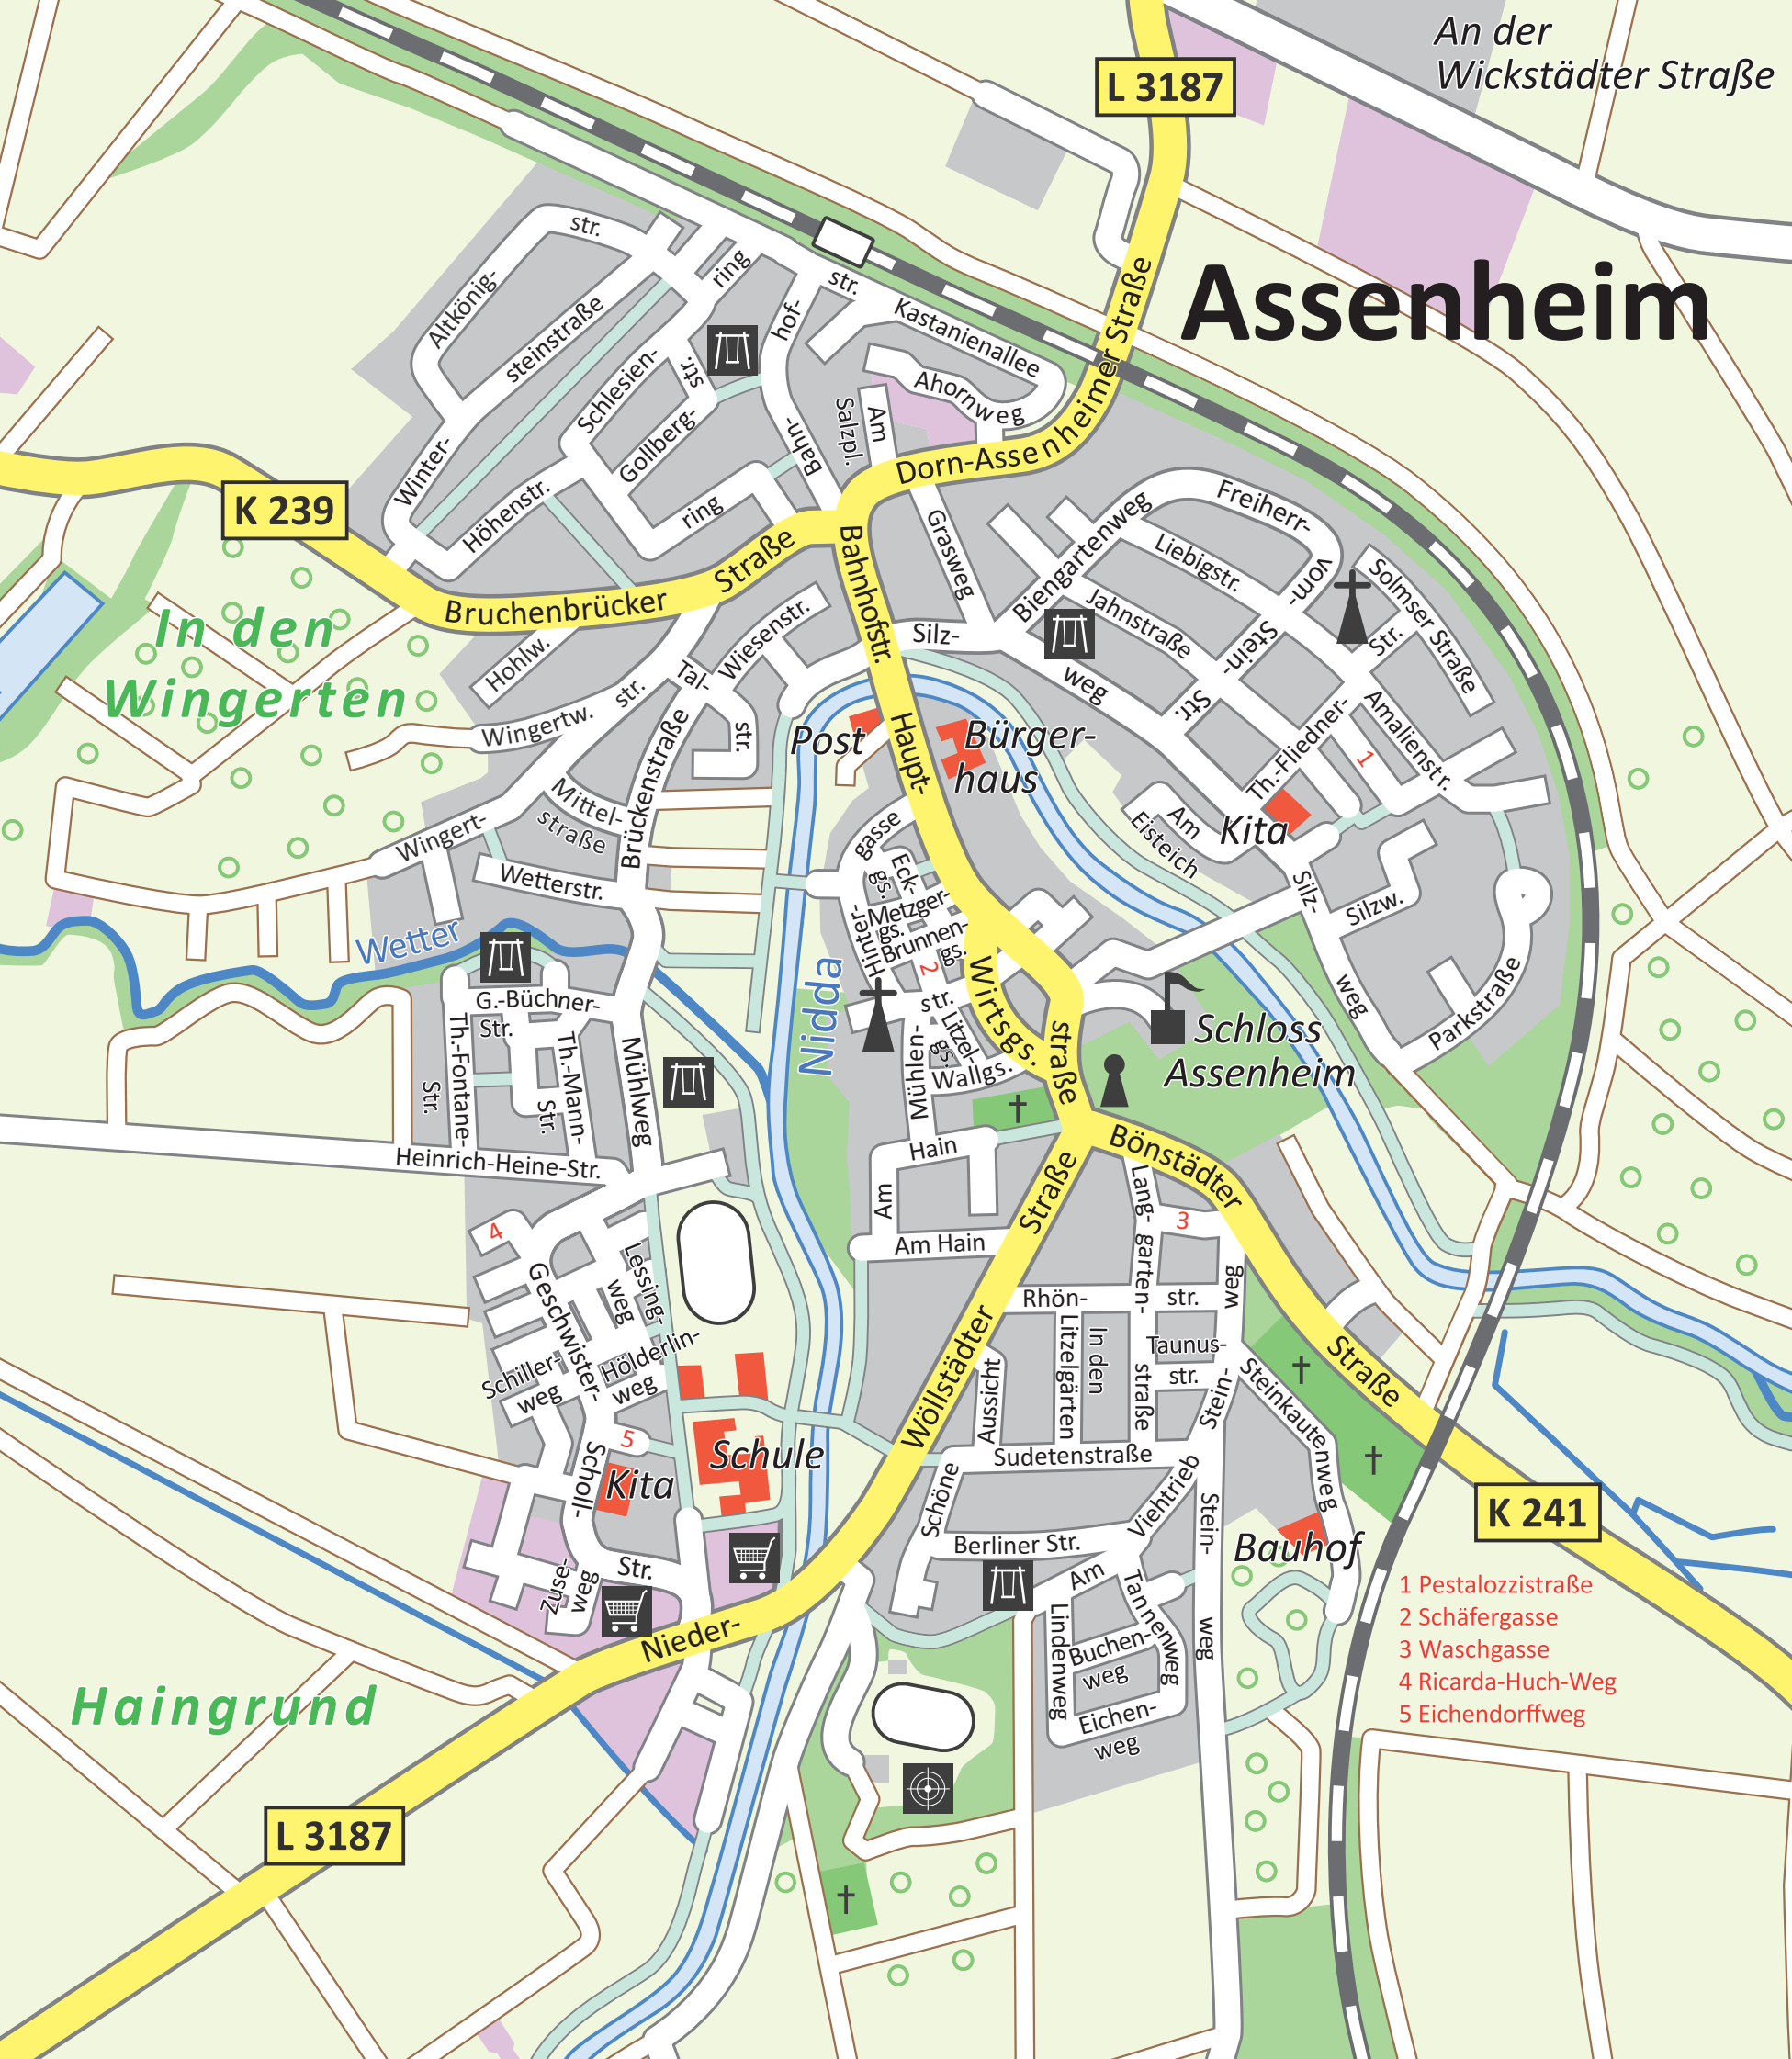 An der
Wickstädter Straße
L 3187
Assenheim
str.
Altkönig-
steinstraße
Winter-
ring
Schlesien-
str.
Gollberg-
ring
Höhenstr.
hof-
Bahn-
str.
Kastanienallee
Ahornweg
Am
Salzpl.
Dorn-Assenheimer Straße
K 239
Bruchenbrücker
Straße
In den
Wingerten
Hohlw.
Wingertw.
str.
Tal-
Wiesenstr.
str.
Bahnhofstr.
Grasweg
Silz-
weg
Biengartenweg
Freiherr-
vom-
Stein-
Str.
Liebigstr.
Jahnstraße
Solmser Straße
Str.
Th.-Fliedner-
Amalienstr.
1
Kita
Am
Eisteich
Silz-
weg
Silzw.
Parkstraße
Post
Bürger-
haus
Haupt-
Mittel-
straße
Brückenstraße
Wingert-
Wetterstr.
Wetter
Nidda
gasse
Hinter-
Eck-
gs.
Metzger-
gs.
Brunnen-
gs.
2
Wirtsgs.
str.
Litzel-
gs.
Wallgs.
Mühlen-
straße
Schloss
Assenheim
G.-Büchner-
Str.
Th.-Fontane-
Str.
Th.-Mann-
Str.
Mühlweg
Heinrich-Heine-Str.
Hain
Am
Am Hain
Bönstädter
Straße
Lang-
garten-
straße
3
weg
Rhön-
str.
Litzelgärten
In den
Taunus-
str.
Stein-
Steinkautenweg
4
Geschwister-
Scholl-
Str.
Lessing-
weg
Hölderlin-
weg
Schiller-
weg
5
Kita
Schule
Zuse-
weg
Nieder-
Wöllstädter
Straße
Aussicht
Schöne
Sudetenstraße
Viehtrieb
Berliner Str.
Am
Tannenweg
Lindenweg
Buchen-
weg
Eichen-
weg
Stein-
weg
Bauhof
K 241
1 Pestalozzistraße
2 Schäfergasse
3 Waschgasse
4 Ricarda-Huch-Weg
5 Eichendorffweg
Haingrund
L 3187